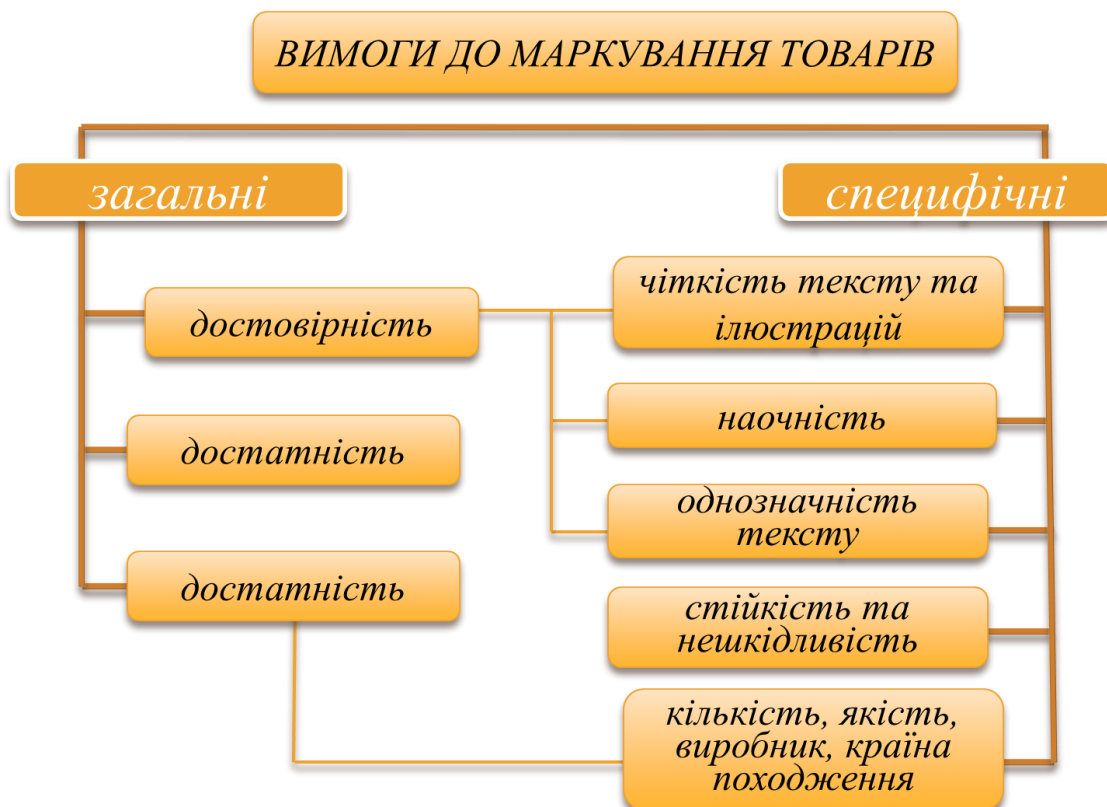 ВИМОГИ ДО МАРКУВАННЯ ТОВАРІВ
загальні
специфічні
достовірність
достатність
достатність
чіткість тексту та
ілюстрацій
наочність
однозначність
тексту
стійкість та
нешкідливість
кількість, якість,
виробник, країна
походження